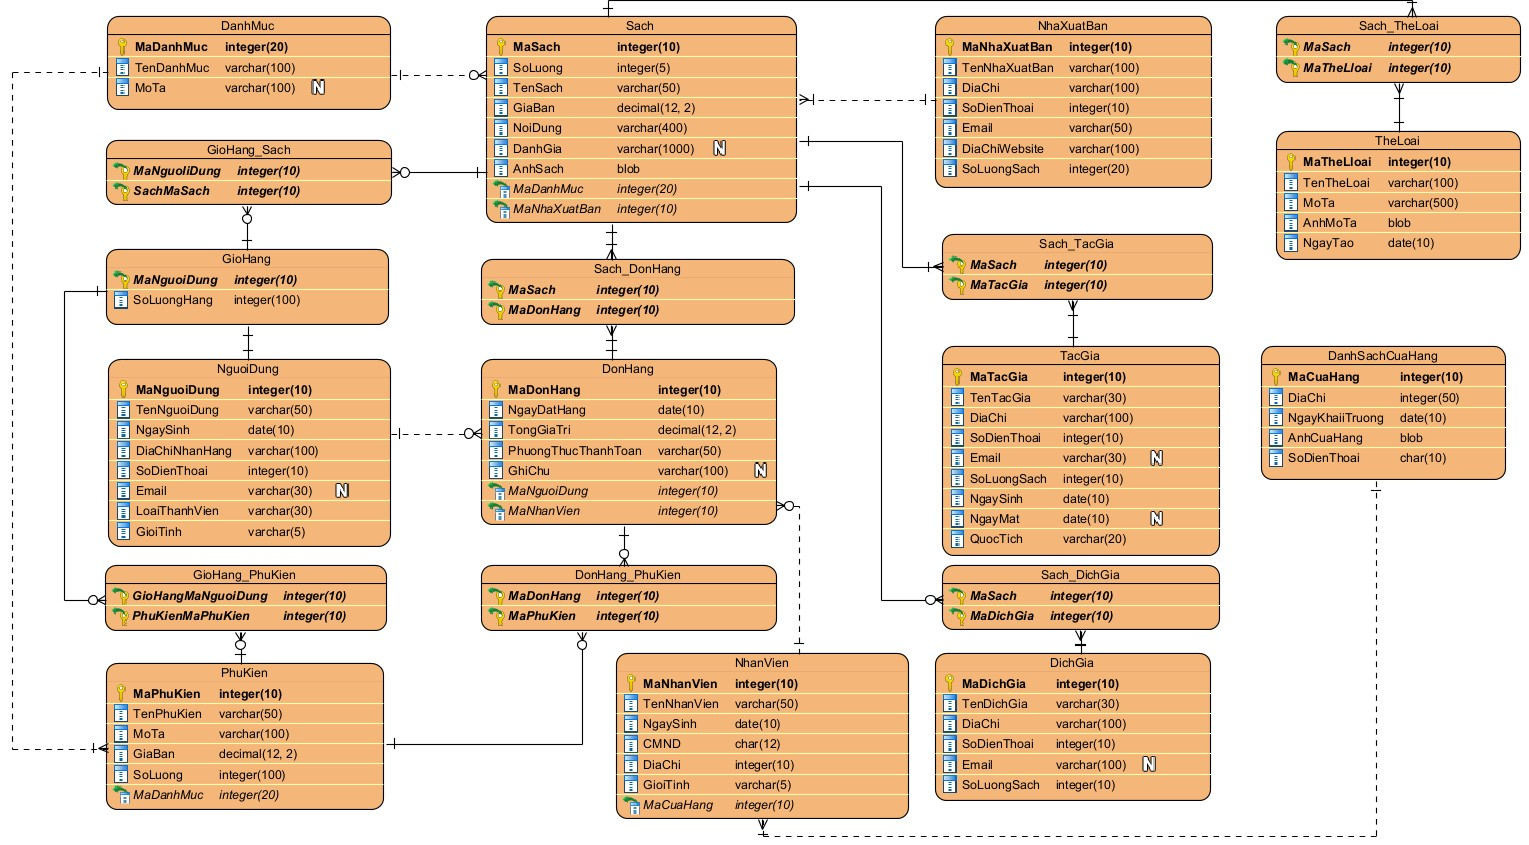 DanhMuc
MaDanhMuc integer(20)
TenDanhMuc varchar(100)
MoTa varchar(100) N
Sach
MaSach integer(10)
SoLuong integer(5)
TenSach varchar(50)
GiaBan decimal(12, 2)
NoiDung varchar(400)
DanhGia varchar(1000) N
AnhSach blob
MaDanhMuc integer(20)
MaNhaXuatBan integer(10)
NhaXuatBan
MaNhaXuatBan integer(10)
TenNhaXuatBan varchar(100)
DiaChi varchar(100)
SoDienThoai integer(10)
Email varchar(50)
DiaChiWebsite varchar(100)
SoLuongSach integer(20)
Sach_TheLoai
MaSach integer(10)
MaTheLloai integer(10)
TheLoai
MaTheLloai integer(10)
TenTheLoai varchar(100)
MoTa varchar(500)
AnhMoTa blob
NgayTao date(10)
GioHang_Sach
MaNguoIiDung integer(10)
SachMaSach integer(10)
GioHang
MaNguoiDung integer(10)
SoLuongHang integer(100)
Sach_DonHang
MaSach integer(10)
MaDonHang integer(10)
Sach_TacGia
MaSach integer(10)
MaTacGia integer(10)
NguoiDung
MaNguoiDung integer(10)
TenNguoiDung varchar(50)
NgaySinh date(10)
DiaChiNhanHang varchar(100)
SoDienThoai integer(10)
Email varchar(30) N
LoaiThanhVien varchar(30)
GioiTinh varchar(5)
DonHang
MaDonHang integer(10)
NgayDatHang date(10)
TongGiaTri decimal(12, 2)
PhuongThucThanhToan varchar(50)
GhiChu varchar(100) N
MaNguoiDung integer(10)
MaNhanVien integer(10)
TacGia
MaTacGia integer(10)
TenTacGia varchar(30)
DiaChi varchar(100)
SoDienThoai integer(10)
Email varchar(30) N
SoLuongSach integer(10)
NgaySinh date(10)
NgayMat date(10) N
QuocTich varchar(20)
DanhSachCuaHang
MaCuaHang integer(10)
DiaChi integer(50)
NgayKhaiiTruong date(10)
AnhCuaHang blob
SoDienThoai char(10)
GioHang_PhuKien
GioHangMaNguoiDung integer(10)
PhuKienMaPhuKien integer(10)
DonHang_PhuKien
MaDonHang integer(10)
MaPhuKien integer(10)
Sach_DichGia
MaSach integer(10)
MaDichGia integer(10)
PhuKien
MaPhuKien integer(10)
TenPhuKien varchar(50)
MoTa varchar(100)
GiaBan decimal(12, 2)
SoLuong integer(100)
MaDanhMuc integer(20)
NhanVien
MaNhanVien integer(10)
TenNhanVien varchar(50)
NgaySinh date(10)
CMND char(12)
DiaChi integer(10)
GioiTinh varchar(5)
MaCuaHang integer(10)
DichGia
MaDichGia integer(10)
TenDichGia varchar(30)
DiaChi varchar(100)
SoDienThoai integer(10)
Email varchar(100) N
SoLuongSach integer(10)